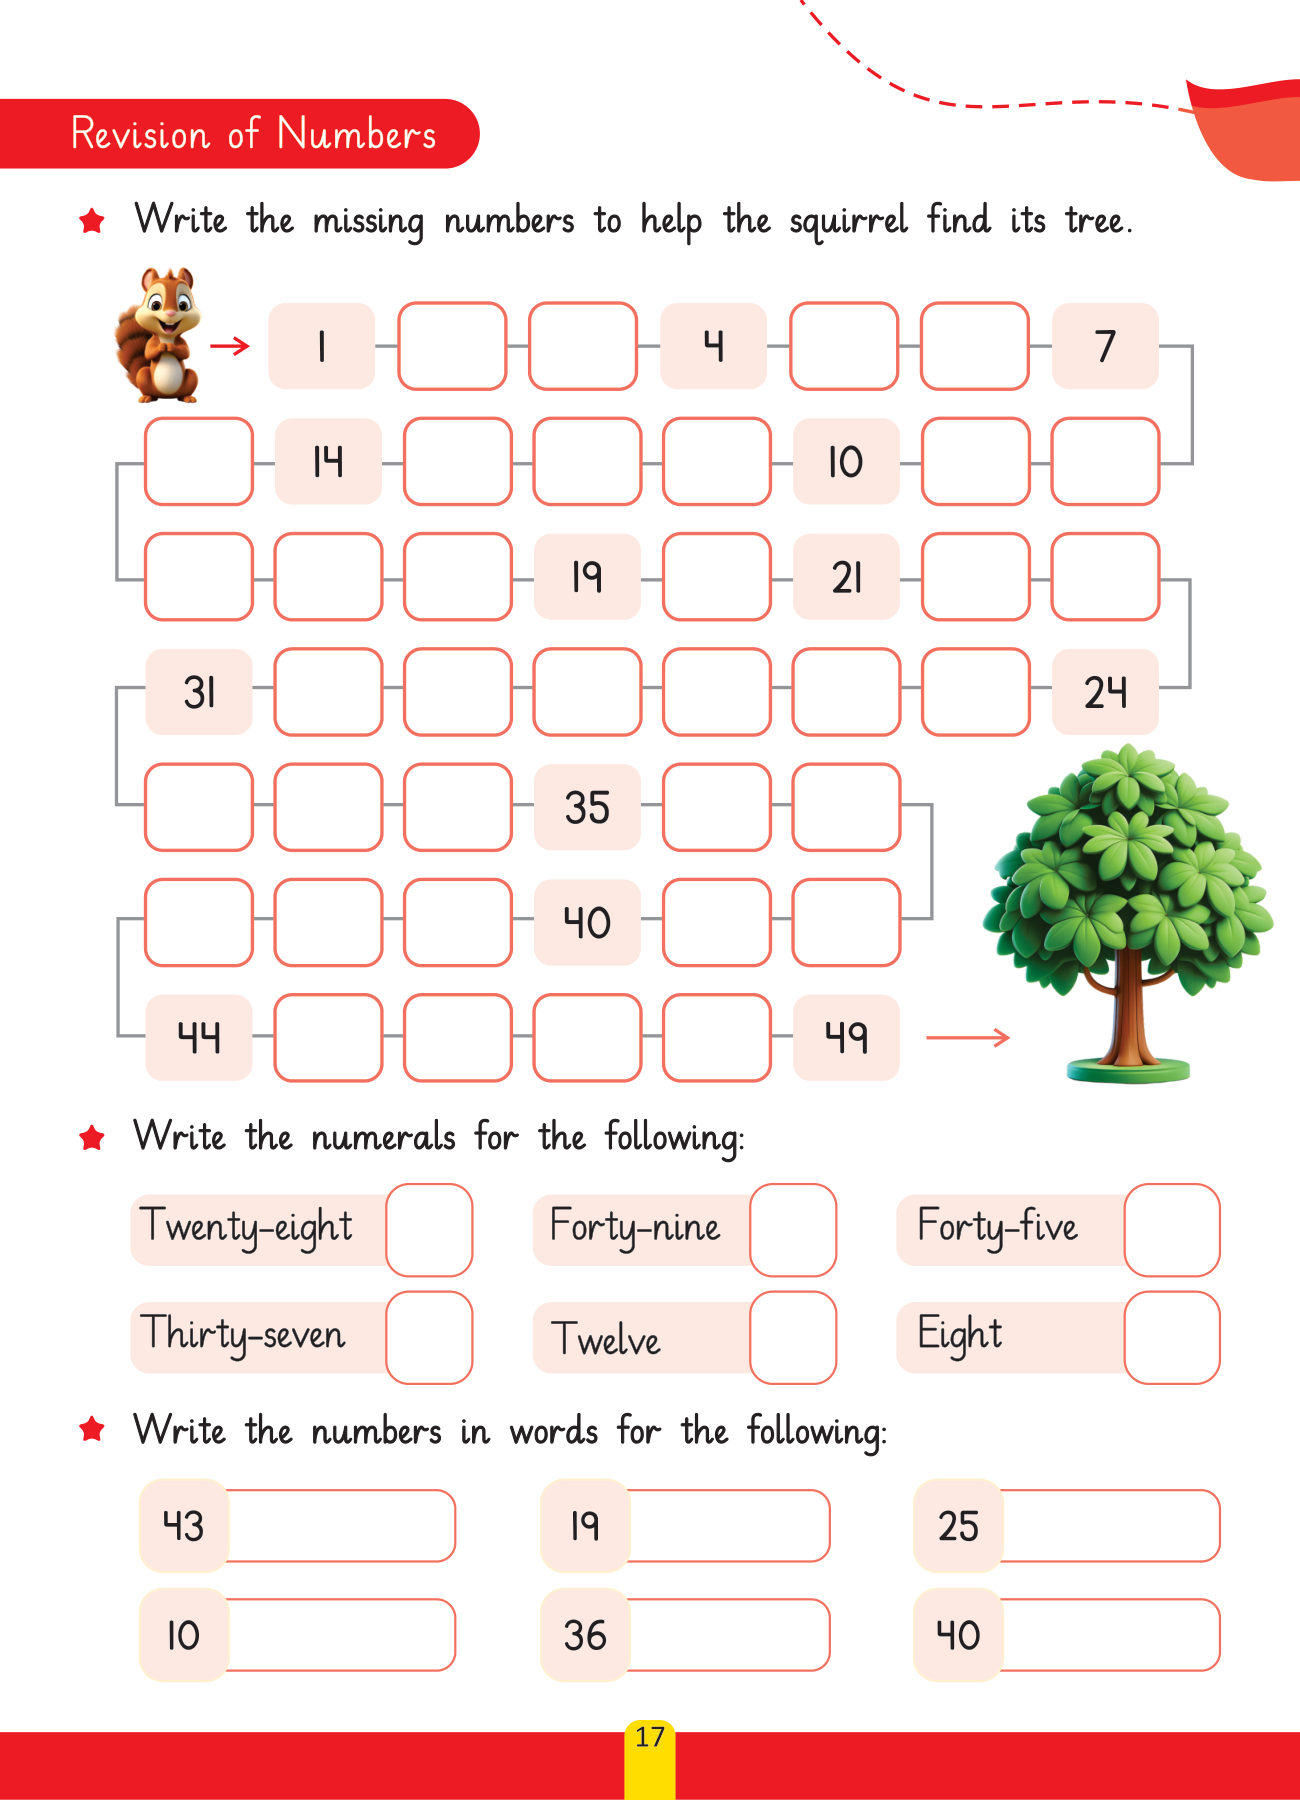 Revision of Numbers
Write the missing numbers to help the squirrel find its tree.
1 4 7
14 10
19 21
31 24
35
40
44 49
Write the numerals for the following:
Twenty-eight Forty-nine Forty-five
Thirty-seven Twelve Eight
Write the numbers in words for the following:
43 19 25
10 36 40
17